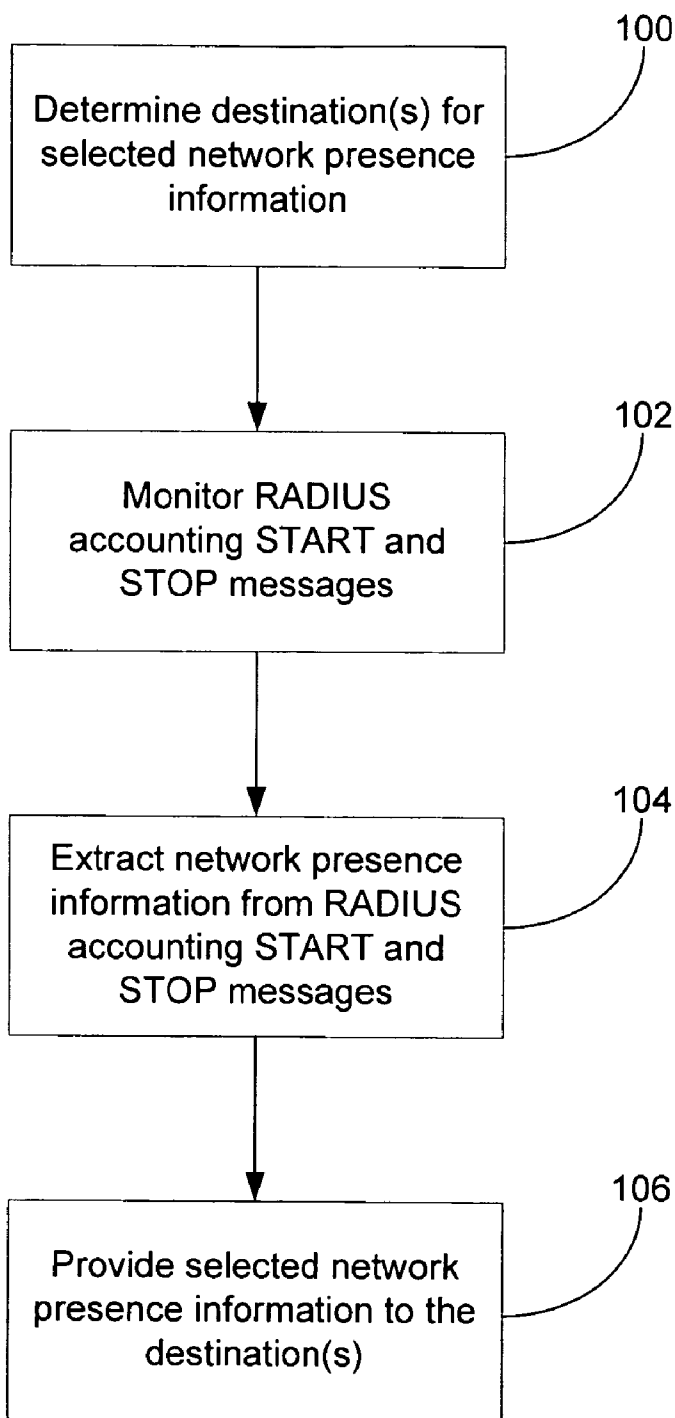 100
Determine destination(s) for
selected network presence
information
102
Monitor RADIUS
accounting START and
STOP messages
104
Extract network presence
information from RADIUS
accounting START and
STOP messages
106
Provide selected network
presence information to the
destination(s)